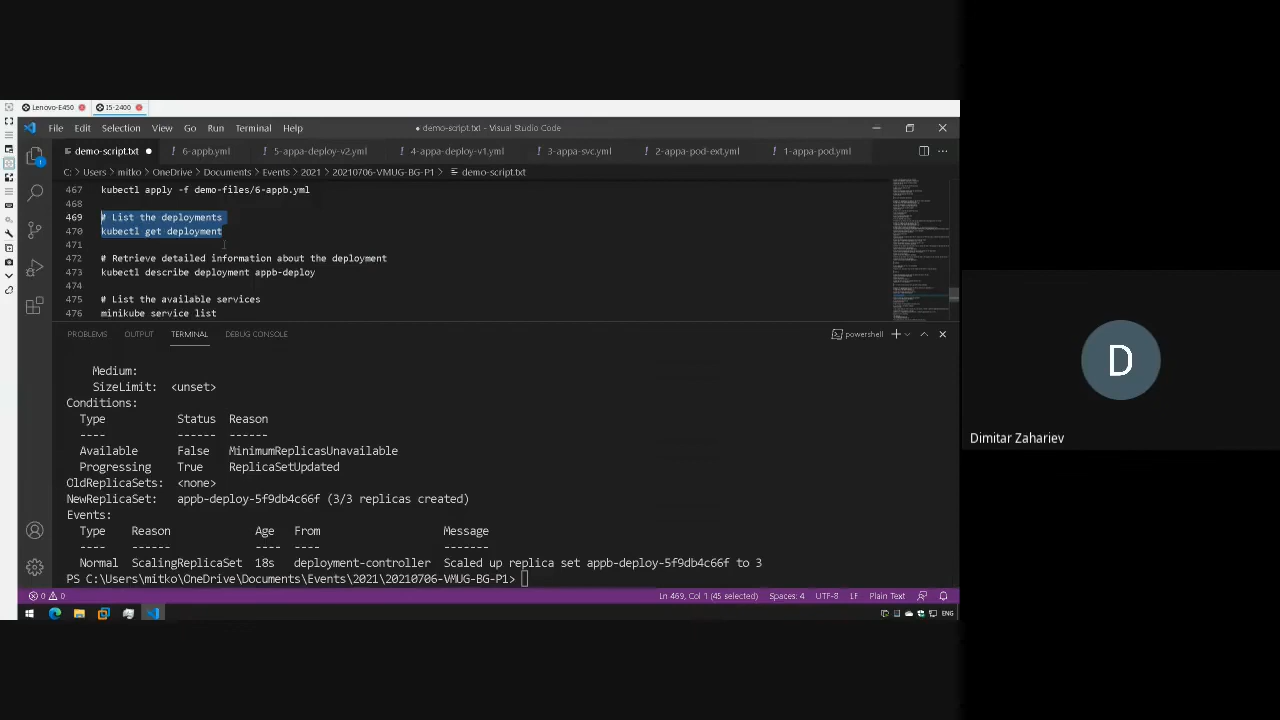 Lenovo-E450 I5-2400
File Edit Selection View Go Run Terminal Help ● demo-script.txt - Visual Studio Code
demo-script.txt ● ! 6-appb.yml ! 5-appa-deploy-v2.yml ! 4-appa-deploy-v1.yml ! 3-appa-svc.yml ! 2-appa-pod-ext.yml ! 1-appa-pod.yml ...
C: > Users > mitko > OneDrive > Documents > Events > 2021 > 20210706-VMUG-BG-P1 > demo-script.txt
467 kubectl apply -f demo-files/6-appb.yml
468
469 # List the deployments
470 kubectl get deployment
471
472 # Retrieve detailed information about the deployment
473 kubectl describe deployment appb-deploy
474
475 # List the available services
476 minikube service list
PROBLEMS OUTPUT TERMINAL DEBUG CONSOLE powershell
Medium:
SizeLimit: <unset>
Conditions:
Type Status Reason
---- ------ ------
Available False MinimumReplicasUnavailable
Progressing True ReplicaSetUpdated
OldReplicaSets: <none>
NewReplicaSet: appb-deploy-5f9db4c66f (3/3 replicas created)
Events:
Type Reason Age From Message
---- ------ ---- ---- -------
Normal ScalingReplicaSet 18s deployment-controller Scaled up replica set appb-deploy-5f9db4c66f to 3
PS C:\Users\mitko\OneDrive\Documents\Events\2021\20210706-VMUG-BG-P1>
0 0 Ln 469, Col 1 (45 selected) Spaces: 4 UTF-8 LF Plain Text
ENG
D
Dimitar Zahariev